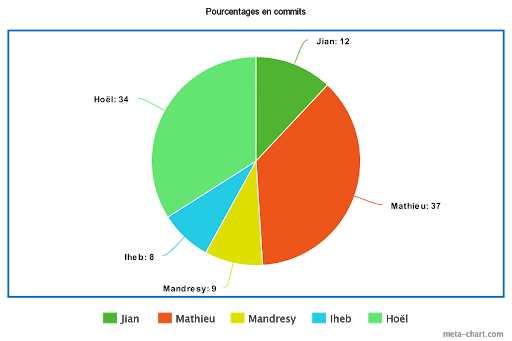 Pourcentages en commits
Jian: 12
Hoël: 34
Mathieu: 37
Iheb: 8
Mandresy: 9
Jian Mathieu Mandresy Iheb Hoël
meta-chart.com